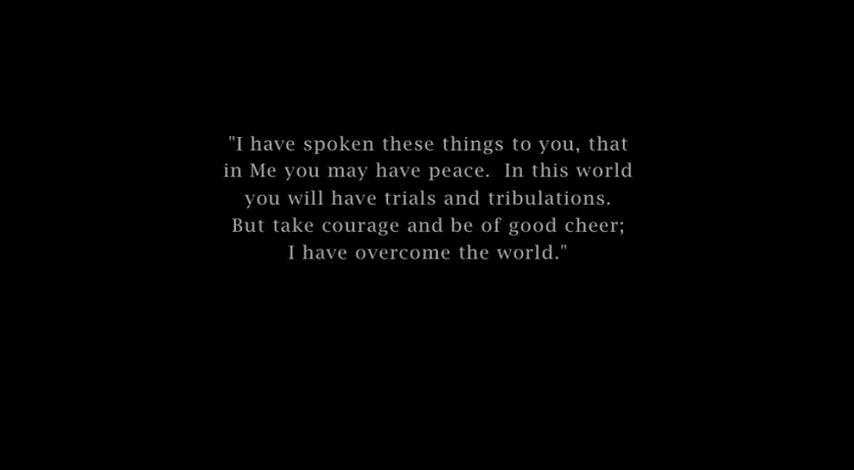 "I have spoken these things to you, that
in Me you may have peace.  In this world
you will have trials and tribulations.
But take courage and be of good cheer;
I have overcome the world."